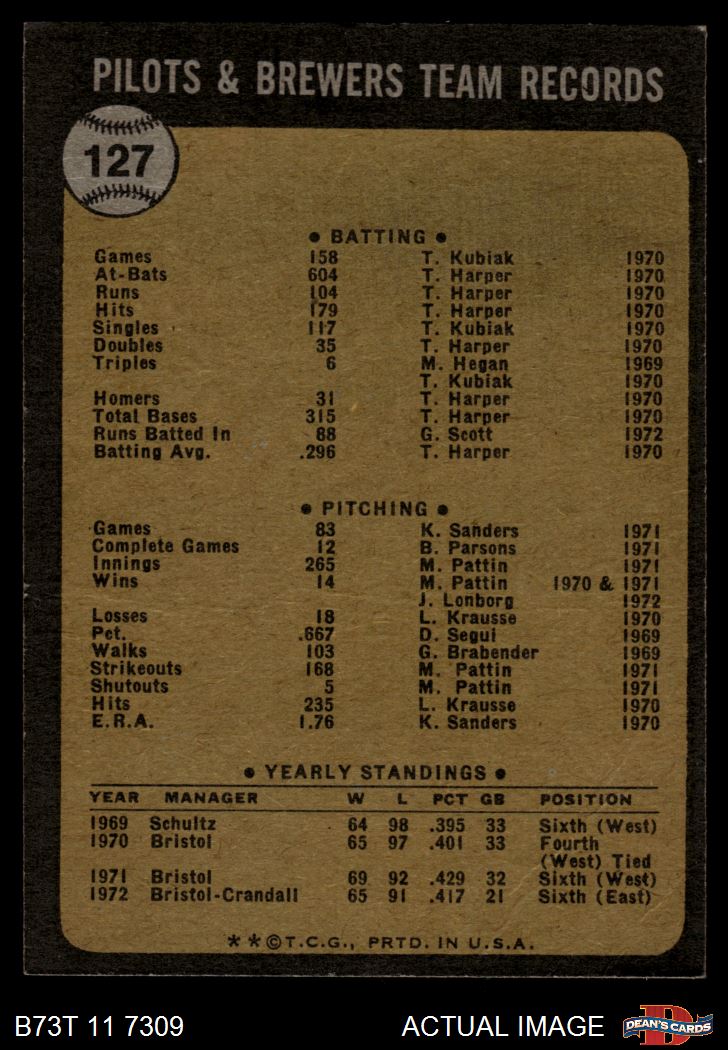 PILOTS & BREWERS TEAM RECORDS
127
• BATTING •
Games 158 T. Kubiak 1970
At-Bats 604 T. Harper 1970
Runs 104 T. Harper 1970
Hits 179 T. Harper 1970
Singles 117 T. Kubiak 1970
Doubles 35 T. Harper 1970
Triples 6 M. Hegan 1969
T. Kubiak 1970
Homers 31 T. Harper 1970
Total Bases 315 T. Harper 1970
Runs Batted In 88 G. Scott 1972
Batting Avg. .296 T. Harper 1970
• PITCHING •
Games 83 K. Sanders 1971
Complete Games 12 B. Parsons 1971
Innings 265 M. Pattin 1971
Wins 14 M. Pattin 1970 & 1971
J. Lonborg 1972
Losses 18 L. Krausse 1970
Pct. .667 D. Segui 1969
Walks 103 G. Brabender 1969
Strikeouts 168 M. Pattin 1971
Shutouts 5 M. Pattin 1971
Hits 235 L. Krausse 1970
E.R.A. 1.76 K. Sanders 1970
• YEARLY STANDINGS •
YEAR MANAGER W L PCT GB POSITION
1969 Schultz 64 98 .395 33 Sixth (West)
1970 Bristol 65 97 .401 33 Fourth
(West) Tied
1971 Bristol 69 92 .429 32 Sixth (West)
1972 Bristol-Crandall 65 91 .417 21 Sixth (East)
**©T.C.G., PRTD. IN U.S.A.
B73T 11 7309 ACTUAL IMAGE D DEAN'S CARDS